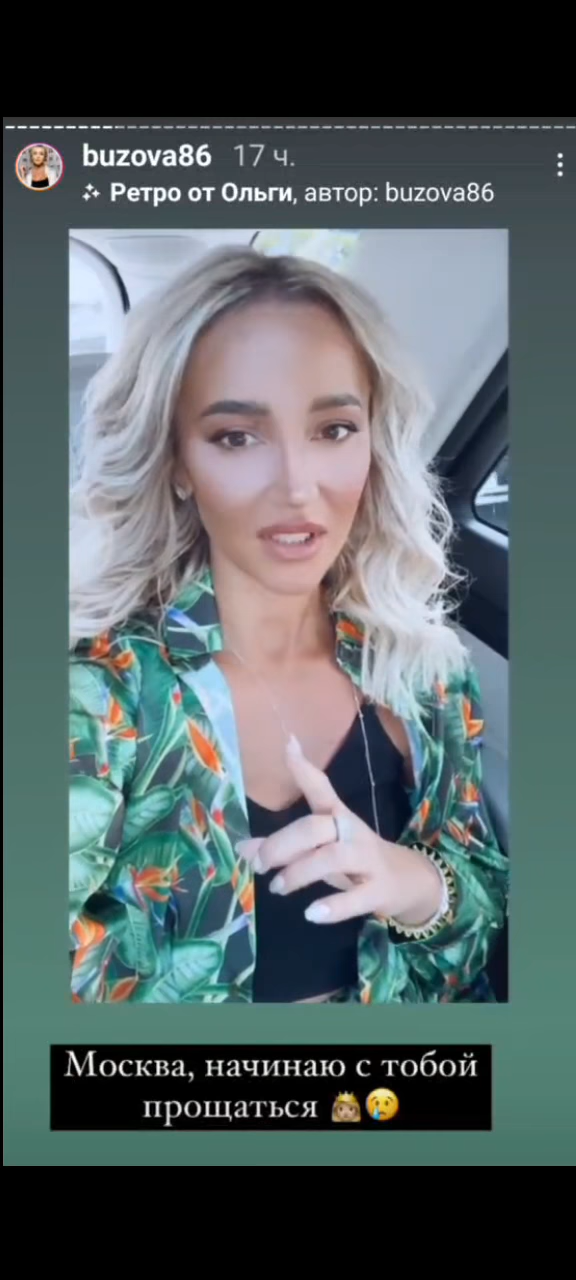 buzova86 17 ч.
Ретро от Ольги, автор: buzova86
Москва, начинаю с тобой
прощаться 👸🏼😢